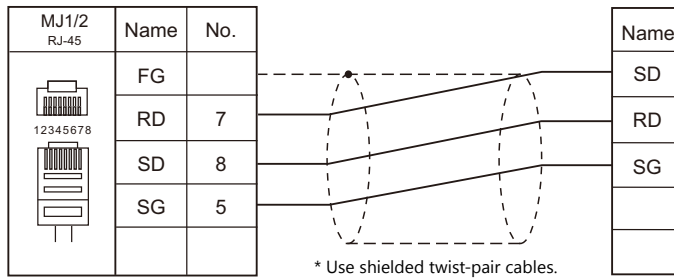 MJ1/2 Name No.
RJ-45
FG
RD 7
SD 8
SG 5
12345678
Name
SD
RD
SG
* Use shielded twist-pair cables.